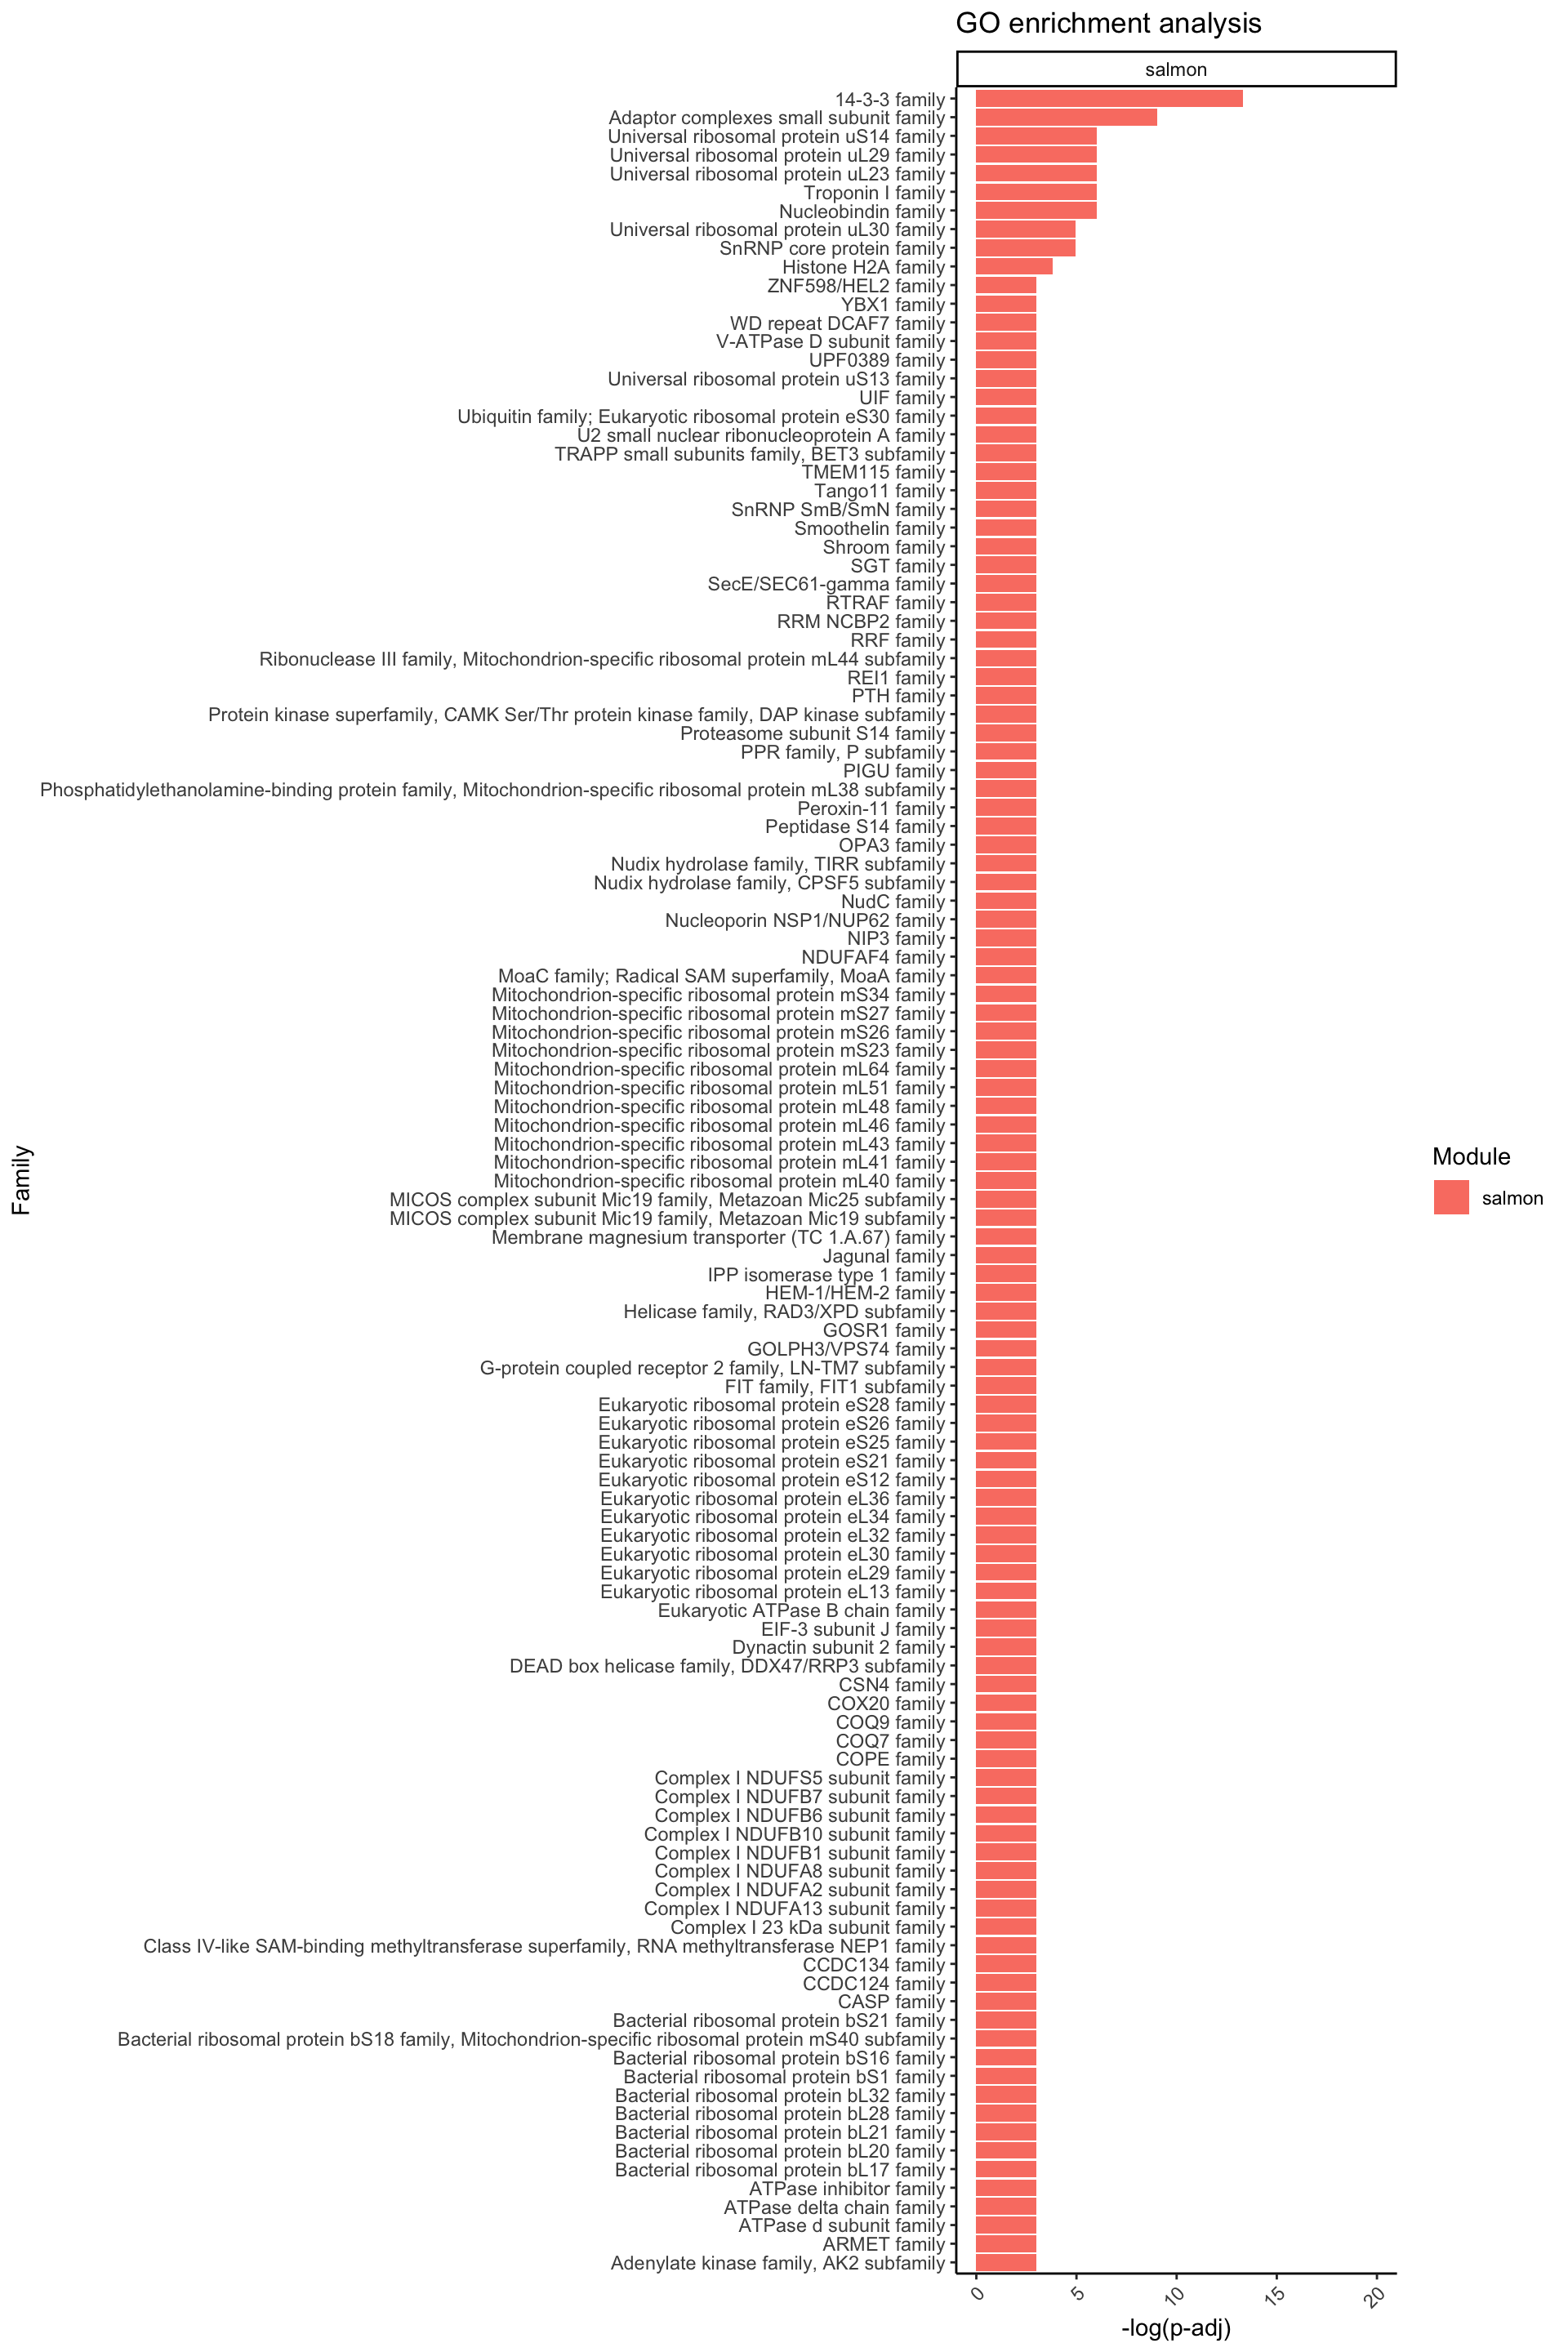 GO enrichment analysis
salmon
14-3-3 family
Adaptor complexes small subunit family
Universal ribosomal protein uS14 family
Universal ribosomal protein uL29 family
Universal ribosomal protein uL23 family
Troponin I family
Nucleobindin family
Universal ribosomal protein uL30 family
SnRNP core protein family
Histone H2A family
ZNF598/HEL2 family
YBX1 family
WD repeat DCAF7 family
V-ATPase D subunit family
UPF0389 family
Universal ribosomal protein uS13 family
UIF family
Ubiquitin family; Eukaryotic ribosomal protein eS30 family
U2 small nuclear ribonucleoprotein A family
TRAPP small subunits family, BET3 subfamily
TMEM115 family
Tango11 family
SnRNP SmB/SmN family
Smoothelin family
Shroom family
SGT family
SecE/SEC61-gamma family
RTRAF family
RRM NCBP2 family
RRF family
Ribonuclease III family, Mitochondrion-specific ribosomal protein mL44 subfamily
REI1 family
PTH family
Protein kinase superfamily, CAMK Ser/Thr protein kinase family, DAP kinase subfamily
Proteasome subunit S14 family
PPR family, P subfamily
PIGU family
Phosphatidylethanolamine-binding protein family, Mitochondrion-specific ribosomal protein mL38 subfamily
Peroxin-11 family
Peptidase S14 family
OPA3 family
Nudix hydrolase family, TIRR subfamily
Nudix hydrolase family, CPSF5 subfamily
NudC family
Nucleoporin NSP1/NUP62 family
NIP3 family
NDUFAF4 family
MoaC family; Radical SAM superfamily, MoaA family
Mitochondrion-specific ribosomal protein mS34 family
Mitochondrion-specific ribosomal protein mS27 family
Mitochondrion-specific ribosomal protein mS26 family
Mitochondrion-specific ribosomal protein mS23 family
Mitochondrion-specific ribosomal protein mL64 family
Mitochondrion-specific ribosomal protein mL51 family
Mitochondrion-specific ribosomal protein mL48 family
Mitochondrion-specific ribosomal protein mL46 family
Mitochondrion-specific ribosomal protein mL43 family
Mitochondrion-specific ribosomal protein mL41 family
Mitochondrion-specific ribosomal protein mL40 family
MICOS complex subunit Mic19 family, Metazoan Mic25 subfamily
MICOS complex subunit Mic19 family, Metazoan Mic19 subfamily
Membrane magnesium transporter (TC 1.A.67) family
Jagunal family
IPP isomerase type 1 family
HEM-1/HEM-2 family
Helicase family, RAD3/XPD subfamily
GOSR1 family
GOLPH3/VPS74 family
G-protein coupled receptor 2 family, LN-TM7 subfamily
FIT family, FIT1 subfamily
Eukaryotic ribosomal protein eS28 family
Eukaryotic ribosomal protein eS26 family
Eukaryotic ribosomal protein eS25 family
Eukaryotic ribosomal protein eS21 family
Eukaryotic ribosomal protein eS12 family
Eukaryotic ribosomal protein eL36 family
Eukaryotic ribosomal protein eL34 family
Eukaryotic ribosomal protein eL32 family
Eukaryotic ribosomal protein eL30 family
Eukaryotic ribosomal protein eL29 family
Eukaryotic ribosomal protein eL13 family
Eukaryotic ATPase B chain family
EIF-3 subunit J family
Dynactin subunit 2 family
DEAD box helicase family, DDX47/RRP3 subfamily
CSN4 family
COX20 family
COQ9 family
COQ7 family
COPE family
Complex I NDUFS5 subunit family
Complex I NDUFB7 subunit family
Complex I NDUFB6 subunit family
Complex I NDUFB10 subunit family
Complex I NDUFB1 subunit family
Complex I NDUFA8 subunit family
Complex I NDUFA2 subunit family
Complex I NDUFA13 subunit family
Complex I 23 kDa subunit family
Class IV-like SAM-binding methyltransferase superfamily, RNA methyltransferase NEP1 family
CCDC134 family
CCDC124 family
CASP family
Bacterial ribosomal protein bS21 family
Bacterial ribosomal protein bS18 family, Mitochondrion-specific ribosomal protein mS40 subfamily
Bacterial ribosomal protein bS16 family
Bacterial ribosomal protein bS1 family
Bacterial ribosomal protein bL32 family
Bacterial ribosomal protein bL28 family
Bacterial ribosomal protein bL21 family
Bacterial ribosomal protein bL20 family
Bacterial ribosomal protein bL17 family
ATPase inhibitor family
ATPase delta chain family
ATPase d subunit family
ARMET family
Adenylate kinase family, AK2 subfamily
Family
0 5 10 15 20
-log(p-adj)
Module
salmon